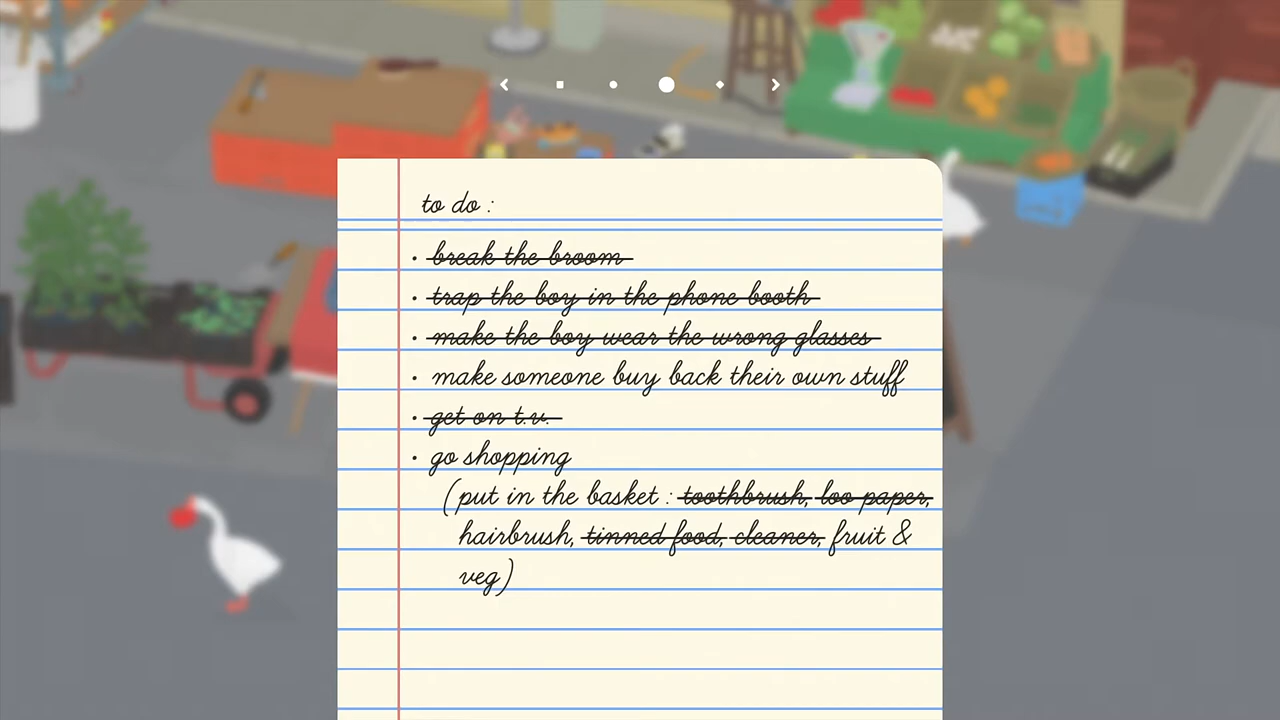 to do :
• break the broom
• trap the boy in the phone booth
• make the boy wear the wrong glasses
• make someone buy back their own stuff
• get on t.v.
• go shopping
(put in the basket : toothbrush, loo paper,
hairbrush, tinned food, cleaner, fruit &
veg)